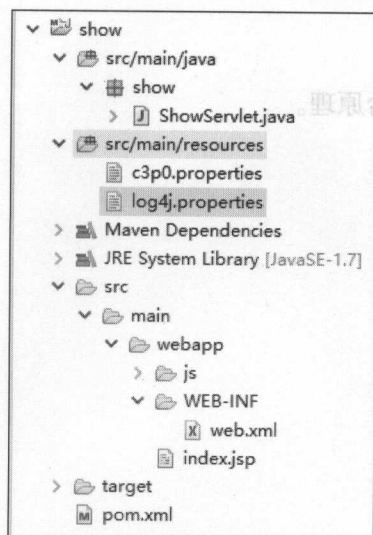 show
src/main/java
show
ShowServlet.java
src/main/resources
c3p0.properties
log4j.properties
Maven Dependencies
JRE System Library [JavaSE-1.7]
src
main
webapp
js
WEB-INF
web.xml
index.jsp
target
pom.xml